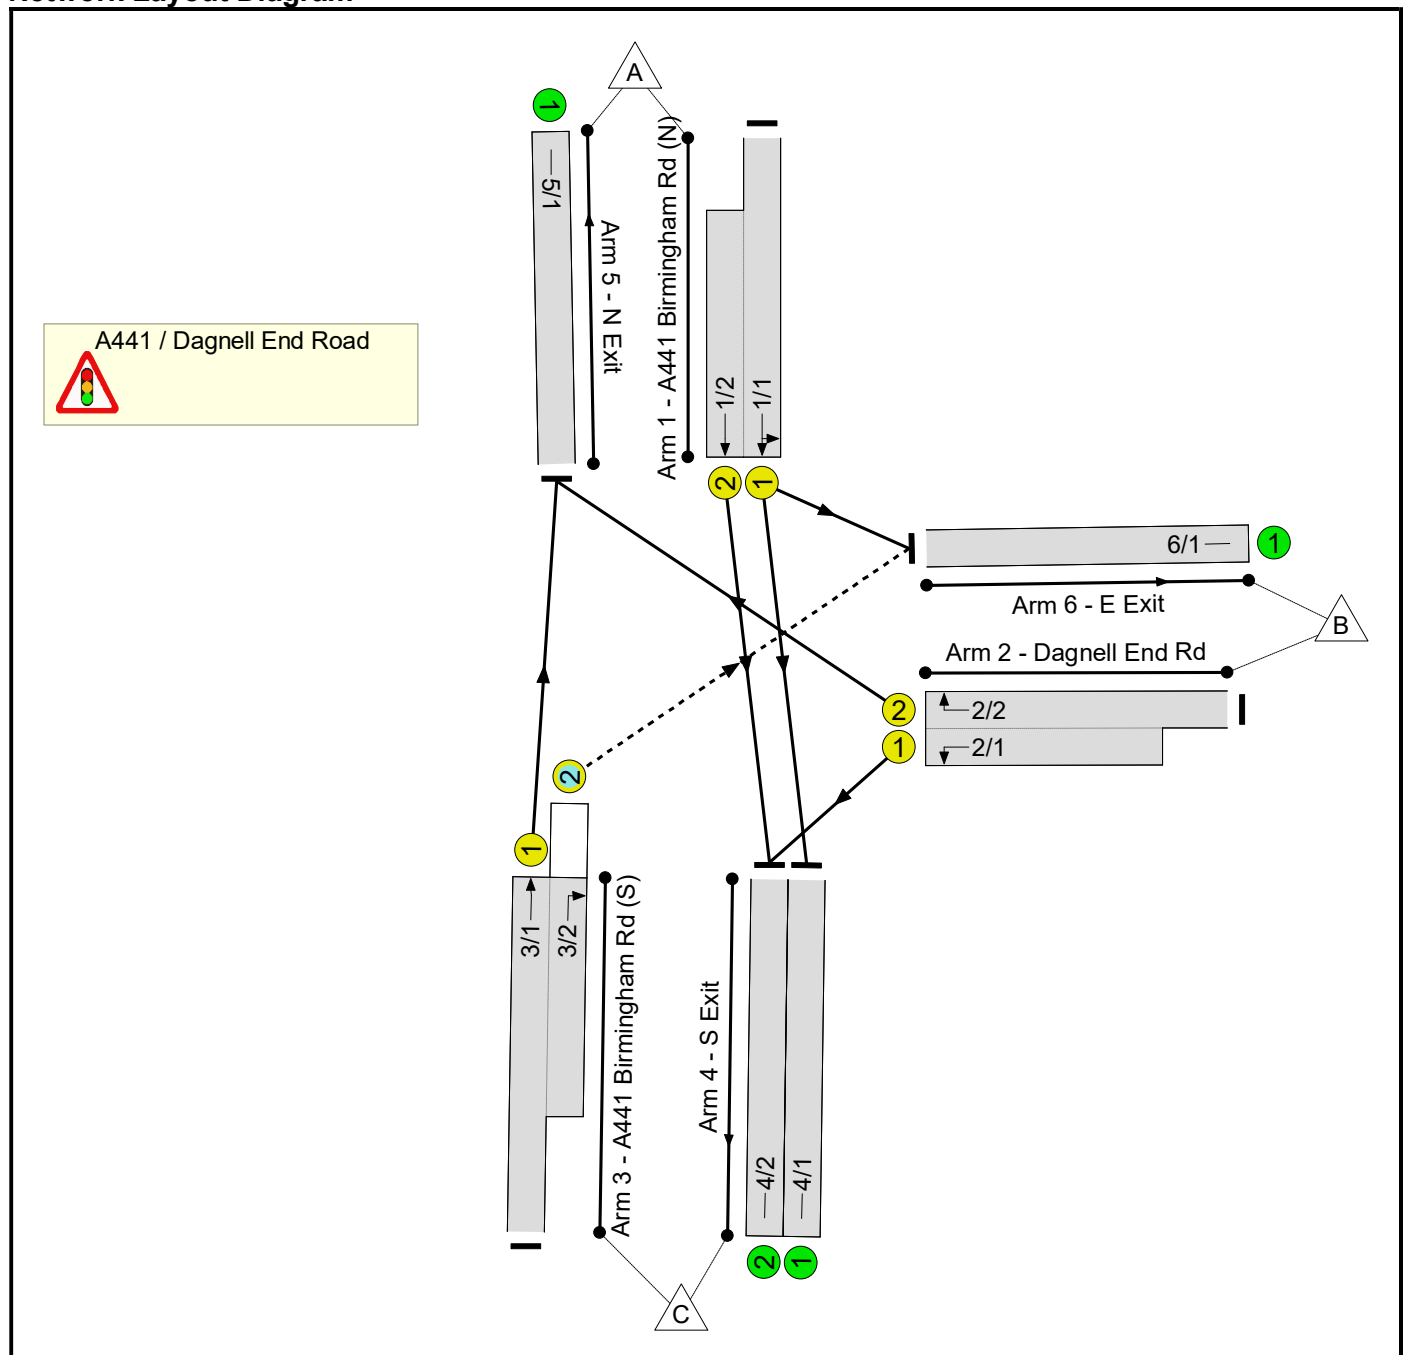 Network Layout Diagram
A
1
5/1
Arm 5 - N Exit
Arm 1 - A441 Birmingham Rd (N)
1/2
1/1
2
1
A441 / Dagnell End Road
6/1
1
Arm 6 - E Exit
B
Arm 2 - Dagnell End Rd
2
2/2
1
2/1
2
1
3/1
3/2
Arm 3 - A441 Birmingham Rd (S)
Arm 4 - S Exit
4/2
4/1
2
1
C